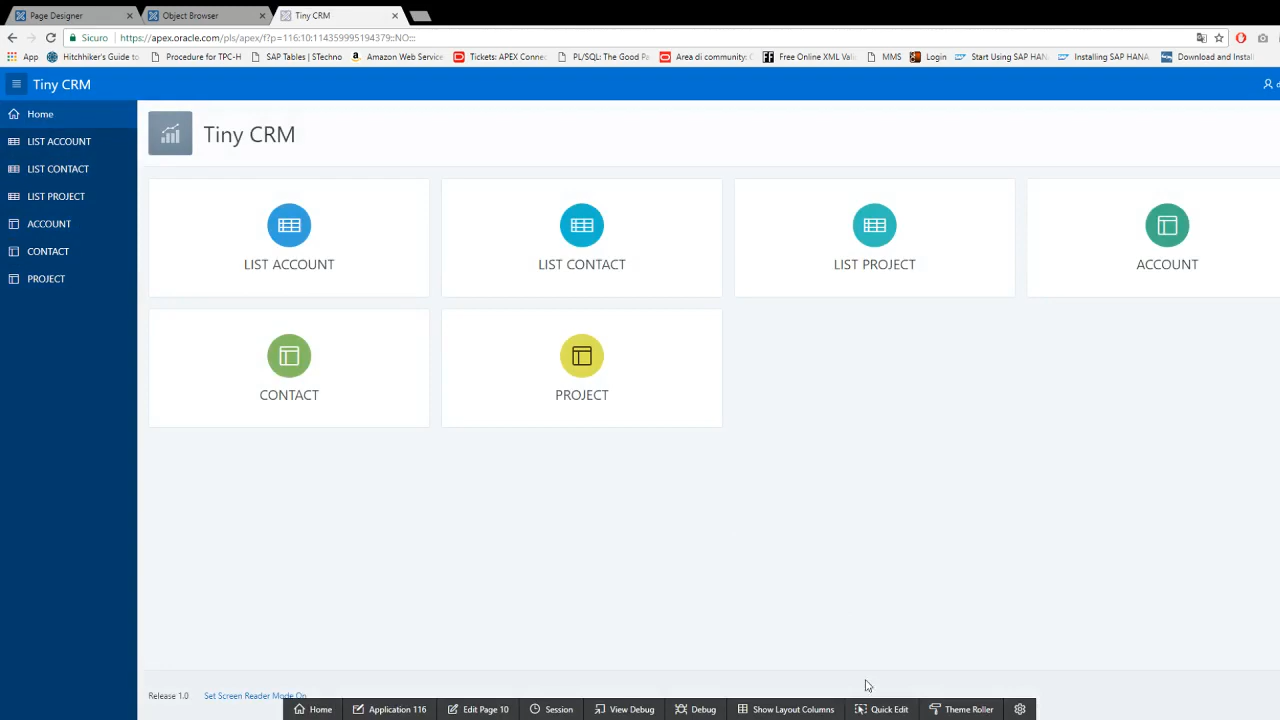 Page Designer
Object Browser
Tiny CRM
Sicuro
https://apex.oracle.com/pls/apex/f?p=116:10:114359995194379::NO:::
App
Hitchhiker's Guide to
Procedure for TPC-H
SAP Tables | STechno
Amazon Web Service
Tickets: APEX Connec
PL/SQL: The Good Pa
Area di community:
Free Online XML Vali
MMS
Login
Start Using SAP HAN
Installing SAP HANA
Download and Instal
Tiny CRM
Home
LIST ACCOUNT
LIST CONTACT
LIST PROJECT
ACCOUNT
CONTACT
PROJECT
Tiny CRM
LIST ACCOUNT
LIST CONTACT
LIST PROJECT
ACCOUNT
CONTACT
PROJECT
Release 1.0
Set Screen Reader Mode On
Home
Application 116
Edit Page 10
Session
View Debug
Debug
Show Layout Columns
Quick Edit
Theme Roller